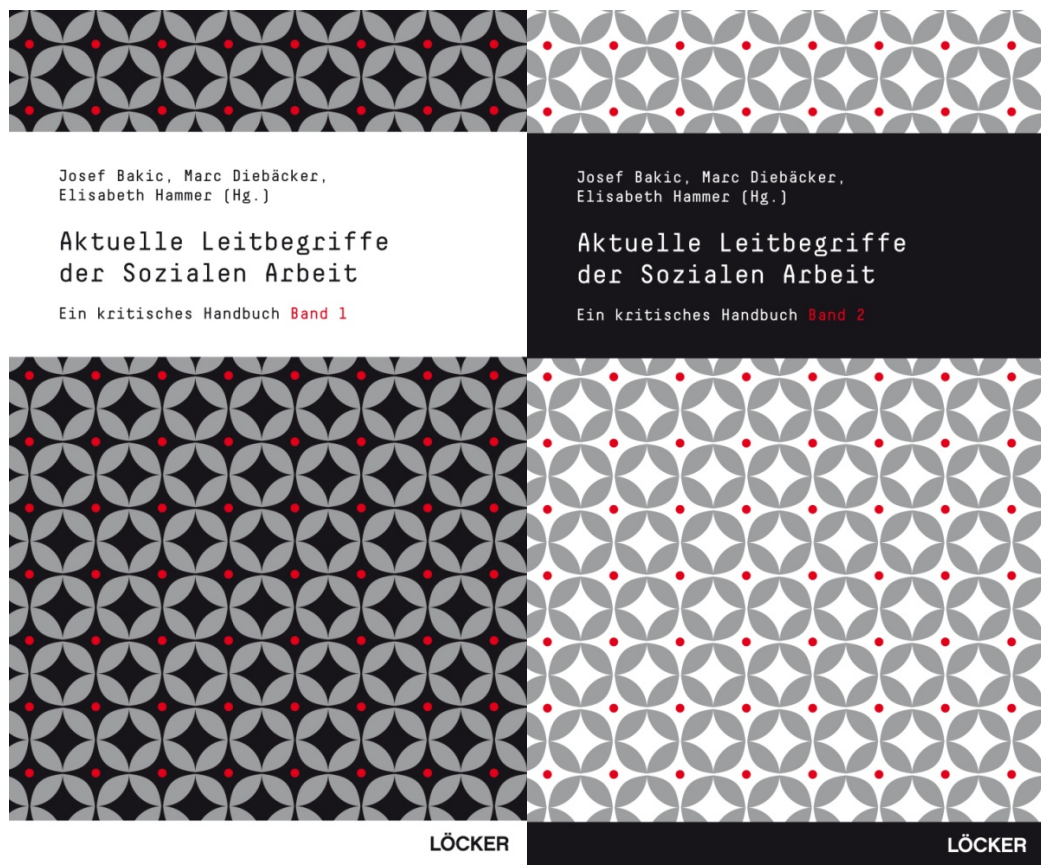 Josef Bakic, Marc Diebäcker,
Elisabeth Hammer (Hg.)
Aktuelle Leitbegriffe
der Sozialen Arbeit
Ein kritisches Handbuch Band 1
LÖCKER
Josef Bakic, Marc Diebäcker,
Elisabeth Hammer (Hg.)
Aktuelle Leitbegriffe
der Sozialen Arbeit
Ein kritisches Handbuch Band 2
LÖCKER